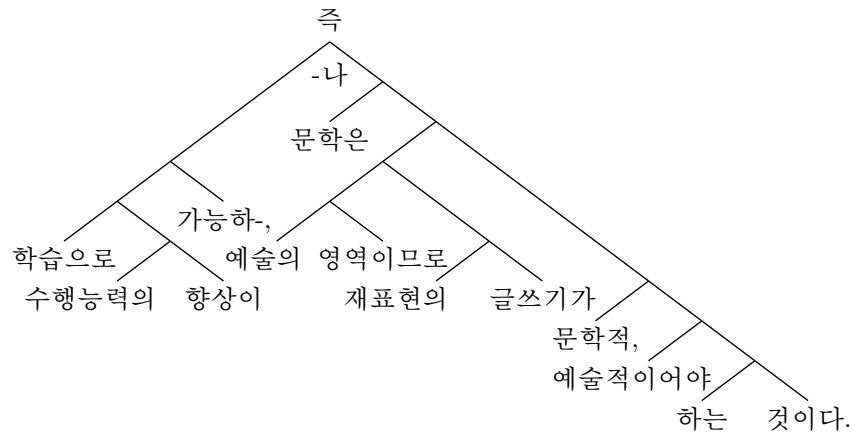 즉
-나
문학은
가능하-,
학습으로 예술의 영역이므로
수행능력의 향상이 재표현의 글쓰기가
문학적,
예술적이어야
하는 것이다.